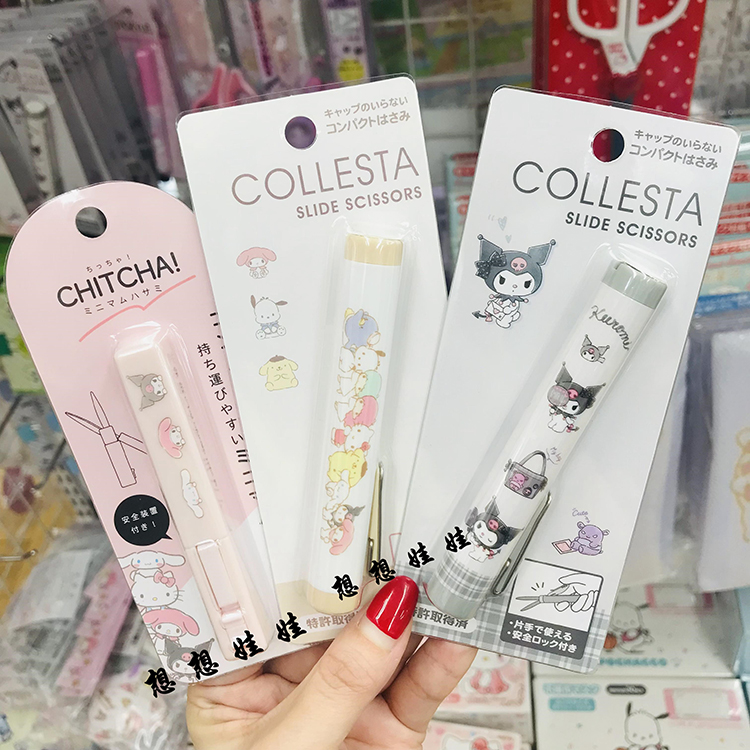 ちっちゃ!
CHITCHA!
ミニマムハサミ
持ち運びやすい
安全装置
付き!
キャップのいらない
コンパクトはさみ
COLLESTA
SLIDE SCISSORS
特許取得済
キャップのいらない
コンパクトはさみ
COLLESTA
SLIDE SCISSORS
Kuromi
Cute
特許取得済
・片手で使える
・安全ロック付き
想想娃娃
想想娃娃